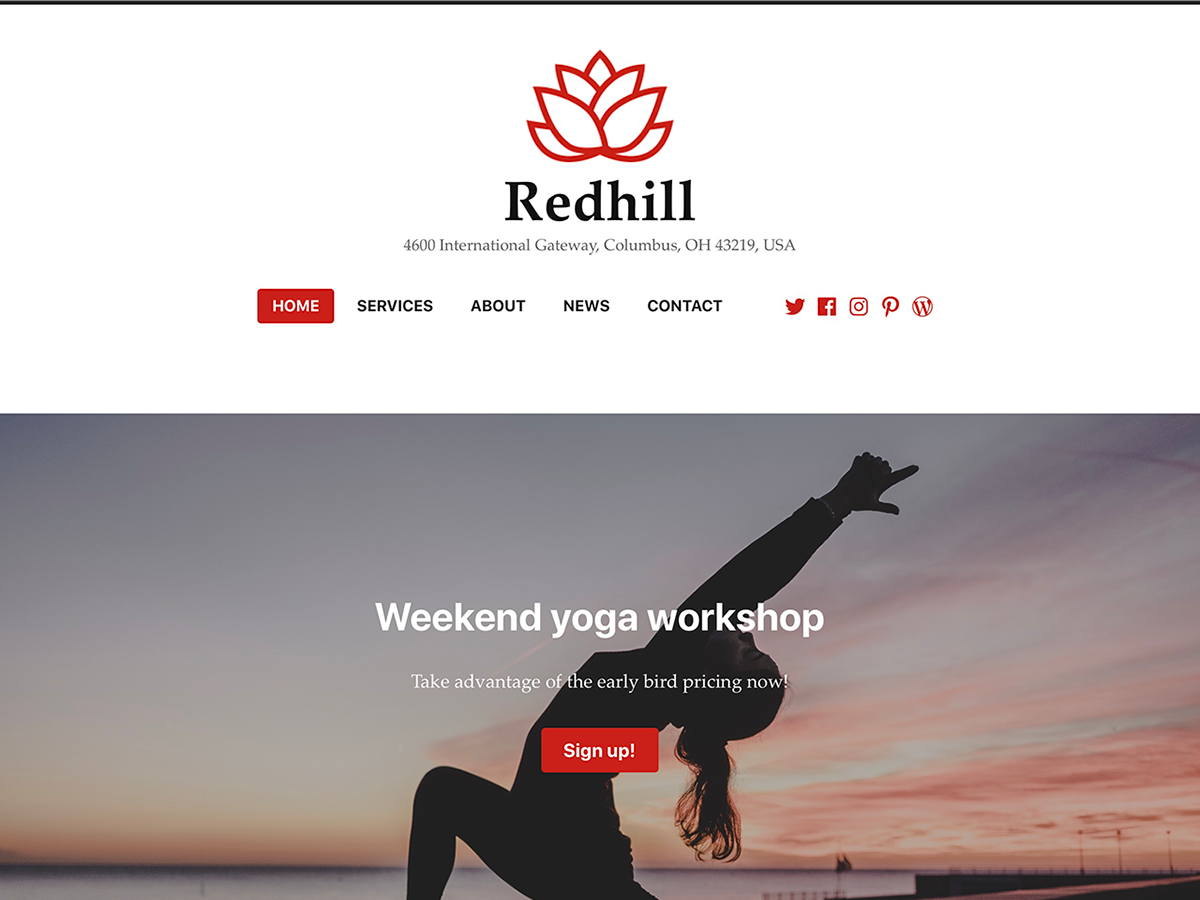 Redhill
4600 International Gateway, Columbus, OH 43219, USA
HOME SERVICES ABOUT NEWS CONTACT
Weekend yoga workshop
Take advantage of the early bird pricing now!
Sign up!